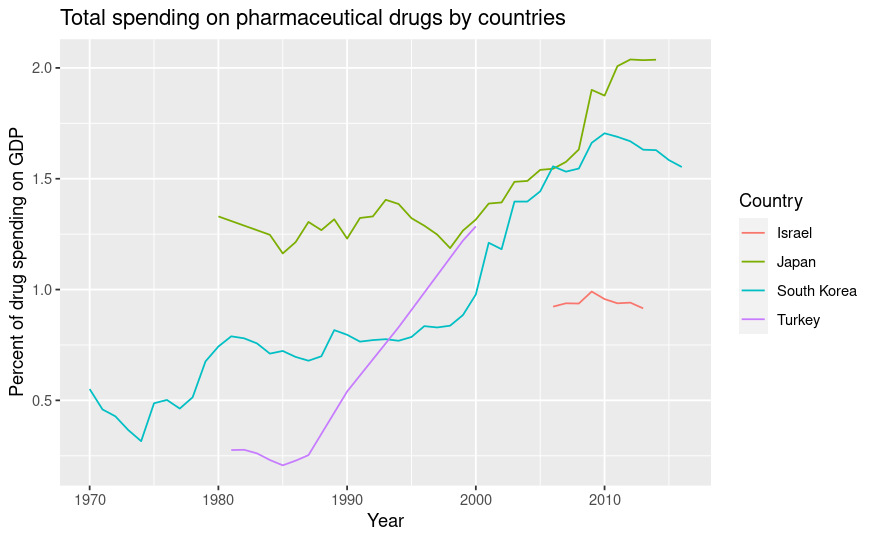 Total spending on pharmaceutical drugs by countries
Percent of drug spending on GDP
2.0
1.5
1.0
0.5
1970 1980 1990 2000 2010
Year
Country
Israel
Japan
South Korea
Turkey